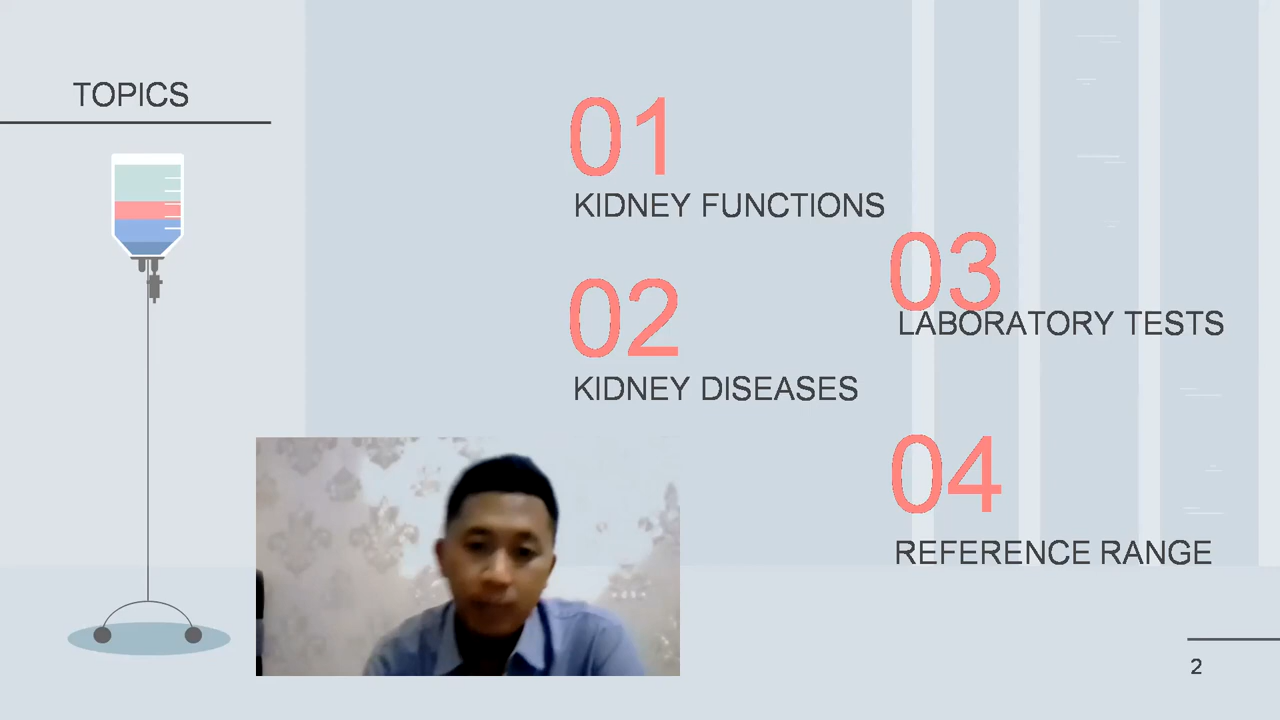 TOPICS
01
KIDNEY FUNCTIONS
02
KIDNEY DISEASES
03
LABORATORY TESTS
04
REFERENCE RANGE
2